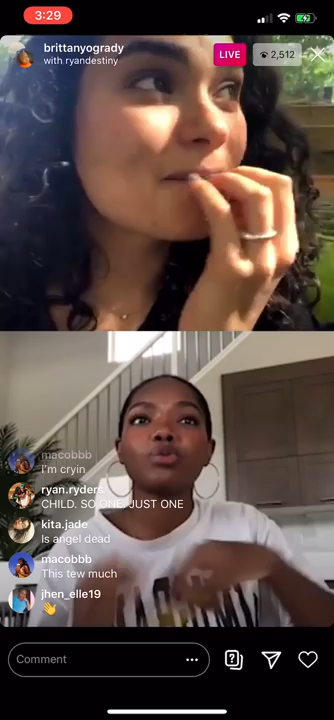 3:29
brittanyogrady
with ryandestiny
LIVE
2,512
macobbb
I'm cryin
ryan.ryders
CHILD. SO ONE JUST ONE
kita.jade
Is angel dead
macobbb
This tew much
jhen_elle19
👋
Comment